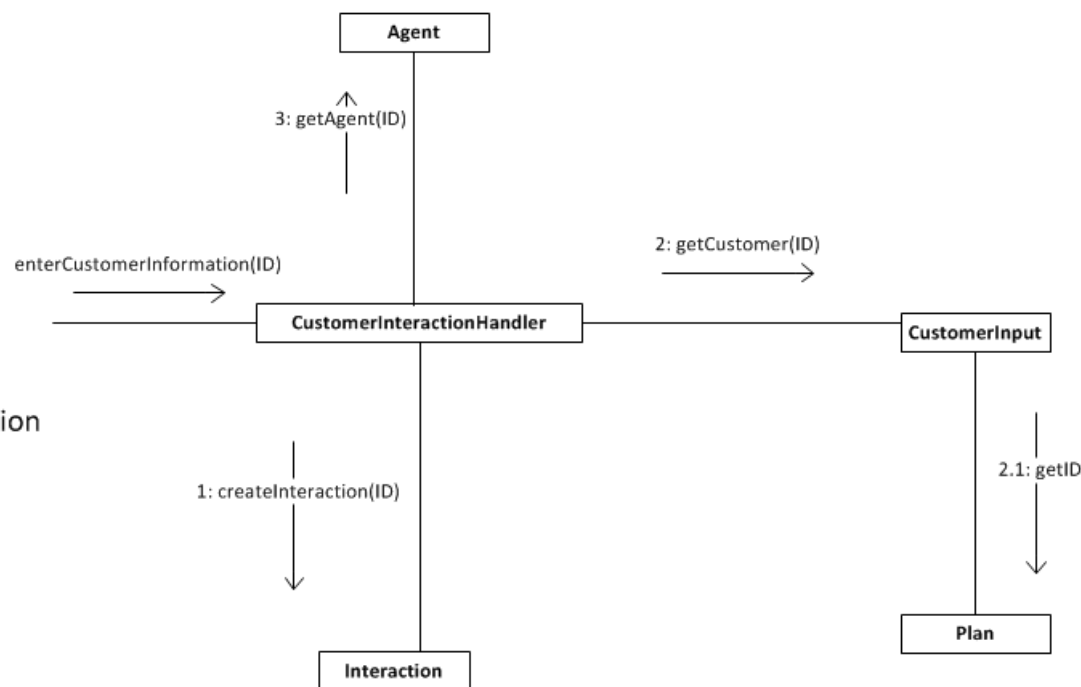 Agent
3: getAgent(ID)
2: getCustomer(ID)
enterCustomerInformation(ID)
CustomerInteractionHandler
CustomerInput
ion
2.1: getID
1: createInteraction(ID)
Plan
Interaction